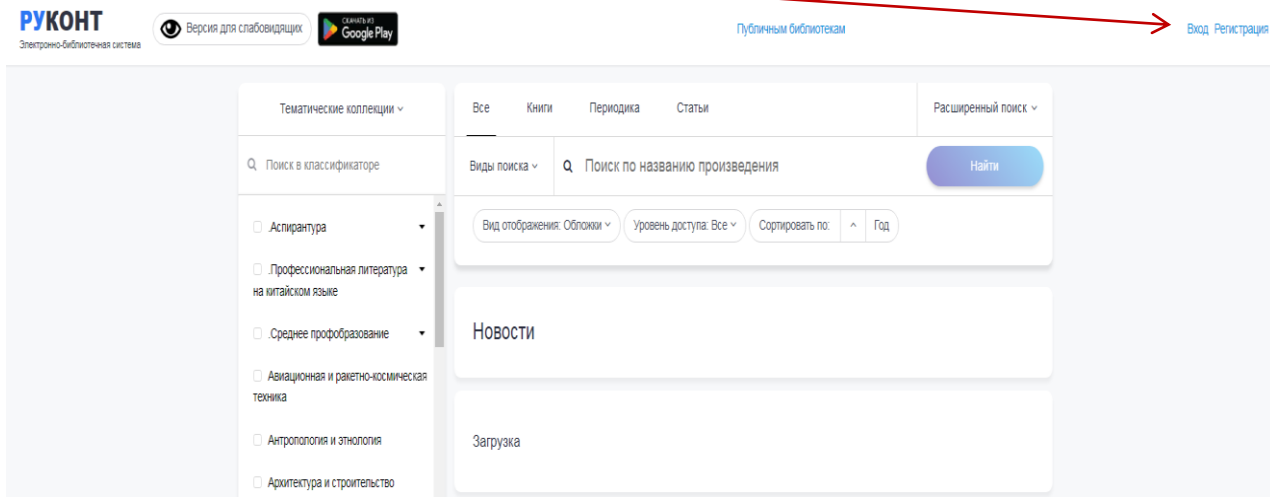 РУКОНТ
Электронно-библиотечная система
Версия для слабовидящих
СКАЧАТЬ ИЗ
Google Play
Публичным библиотекам
Вход Регистрация
Тематические коллекции
Поиск в классификаторе
.Аспирантура
.Профессиональная литература
на китайском языке
.Среднее профобразование
Авиационная и ракетно-космическая
техника
Антропология и этнология
Архитектура и строительство
Все Книги Периодика Статьи
Расширенный поиск
Виды поиска
Поиск по названию произведения
Найти
Вид отображения: Обложки
Уровень доступа: Все
Сортировать по: Год
Новости
Загрузка